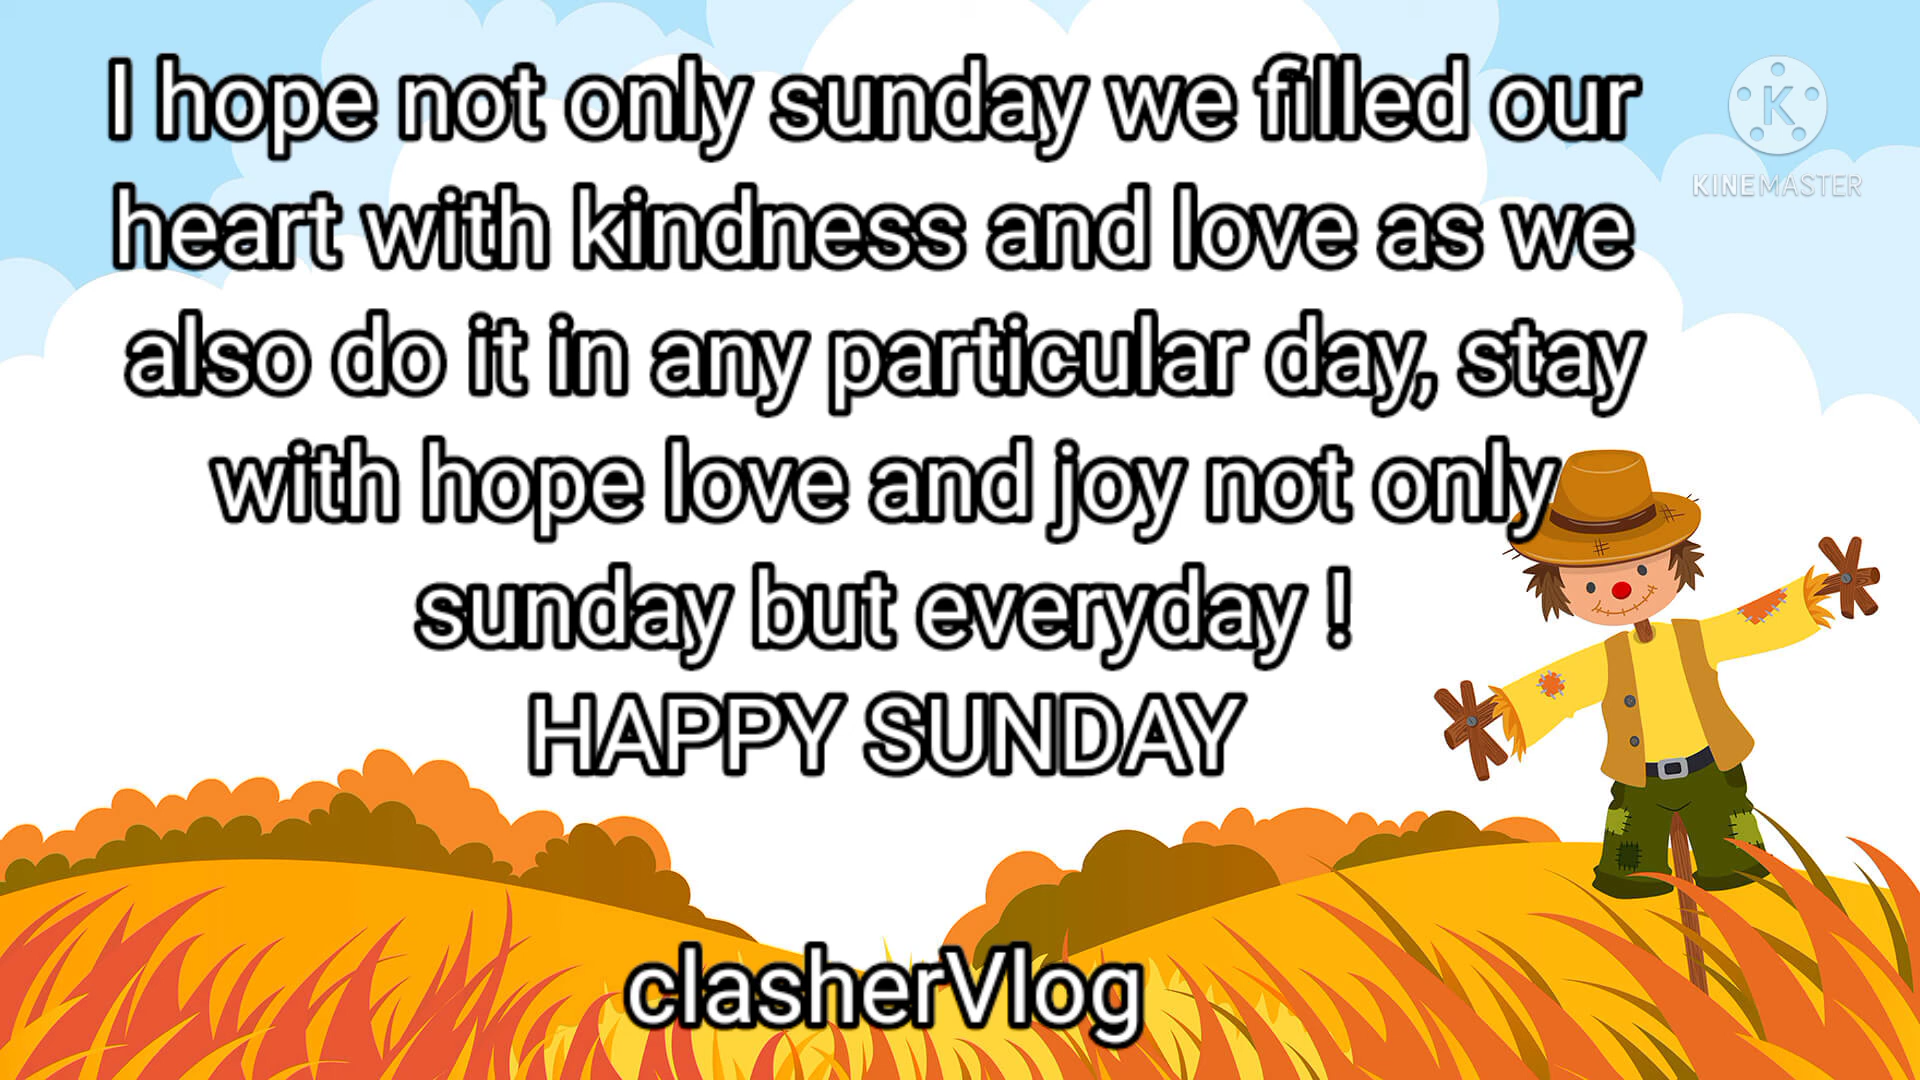 I hope not only sunday we filled our
heart with kindness and love as we
also do it in any particular day, stay
with hope love and joy not only
sunday but everyday !
HAPPY SUNDAY
clasherVlog
K
KINEMASTER